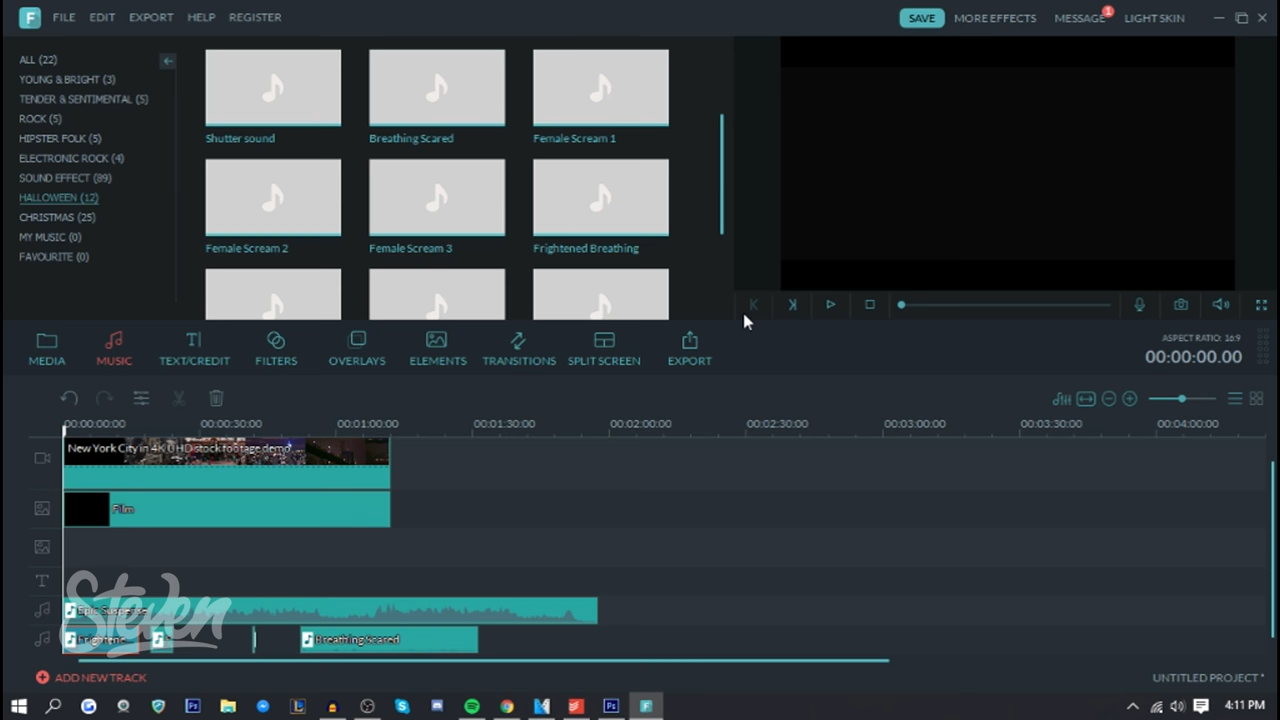 F FILE EDIT EXPORT HELP REGISTER SAVE MORE EFFECTS MESSAGE 1 LIGHT SKIN
ALL (22)
YOUNG & BRIGHT (3)
TENDER & SENTIMENTAL (5)
ROCK (5)
HIPSTER FOLK (5)
ELECTRONIC ROCK (4)
SOUND EFFECT (89)
HALLOWEEN (12)
CHRISTMAS (25)
MY MUSIC (0)
FAVOURITE (0)
Shutter sound Breathing Scared Female Scream 1
Female Scream 2 Female Scream 3 Frightened Breathing
MEDIA MUSIC TEXT/CREDIT FILTERS OVERLAYS ELEMENTS TRANSITIONS SPLIT SCREEN EXPORT
ASPECT RATIO: 16:9
00:00:00.00
00:00:00:00 00:00:30:00 00:01:00:00 00:01:30:00 00:02:00:00 00:02:30:00 00:03:00:00 00:03:30:00 00:04:00:00
New York City in 4K UHD stock footage demo ...
Film
T
Epic Suspense
Frightene... Breathing Scared
Steven
ADD NEW TRACK UNTITLED PROJECT *
4:11 PM